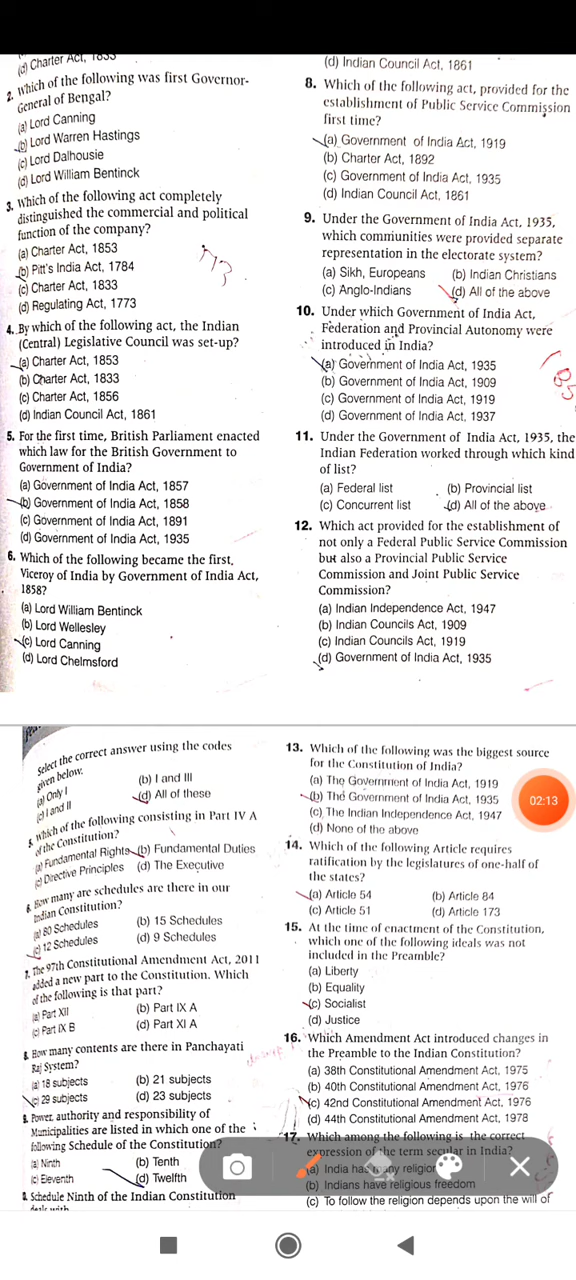 (d) Charter Act, 1833
2. Which of the following was first Governor-
General of Bengal?
(a) Lord Canning
(b) Lord Warren Hastings
(c) Lord Dalhousie
(d) Lord William Bentinck
3. Which of the following act completely
distinguished the commercial and political
function of the company?
(a) Charter Act, 1853
(b) Pitt's India Act, 1784
(c) Charter Act, 1833
(d) Regulating Act, 1773
4. By which of the following act, the Indian
(Central) Legislative Council was set-up?
(a) Charter Act, 1853
(b) Charter Act, 1833
(c) Charter Act, 1856
(d) Indian Council Act, 1861
5. For the first time, British Parliament enacted
which law for the British Government to
Government of India?
(a) Government of India Act, 1857
(b) Government of India Act, 1858
(c) Government of India Act, 1891
(d) Government of India Act, 1935
6. Which of the following became the first
Viceroy of India by Government of India Act,
1858?
(a) Lord William Bentinck
(b) Lord Wellesley
(c) Lord Canning
(d) Lord Chelmsford
(d) Indian Council Act, 1861
8. Which of the following act, provided for the
establishment of Public Service Commission
first time?
(a) Government of India Act, 1919
(b) Charter Act, 1892
(c) Government of India Act, 1935
(d) Indian Council Act, 1861
9. Under the Government of India Act, 1935,
which communities were provided separate
representation in the electorate system?
(a) Sikh, Europeans (b) Indian Christians
(c) Anglo-Indians (d) All of the above
10. Under which Government of India Act,
Federation and Provincial Autonomy were
introduced in India?
(a) Government of India Act, 1935
(b) Government of India Act, 1909
(c) Government of India Act, 1919
(d) Government of India Act, 1937
11. Under the Government of India Act, 1935, the
Indian Federation worked through which kind
of list?
(a) Federal list (b) Provincial list
(c) Concurrent list (d) All of the above
12. Which act provided for the establishment of
not only a Federal Public Service Commission
but also a Provincial Public Service
Commission and Joint Public Service
Commission?
(a) Indian Independence Act, 1947
(b) Indian Councils Act, 1909
(c) Indian Councils Act, 1919
(d) Government of India Act, 1935
Select the correct answer using the codes
given below.
(a) Only I (b) I and III
(c) I and II (d) All of these
5. Which of the following consisting in Part IV A
of the Constitution?
(a) Fundamental Rights (b) Fundamental Duties
(c) Directive Principles (d) The Executive
6. How many are schedules are there in our
Indian Constitution?
(a) 80 Schedules (b) 15 Schedules
(c) 12 Schedules (d) 9 Schedules
7. The 97th Constitutional Amendment Act, 2011
added a new part to the Constitution. Which
of the following is that part?
(a) Part XII (b) Part IX A
(c) Part IX B (d) Part XI A
8. How many contents are there in Panchayati
Raj System?
(a) 18 subjects (b) 21 subjects
(c) 29 subjects (d) 23 subjects
9. Power, authority and responsibility of
Municipalities are listed in which one of the
following Schedule of the Constitution?
(a) Ninth (b) Tenth
(c) Eleventh (d) Twelfth
Schedule Ninth of the Indian Constitution
13. Which of the following was the biggest source
for the Constitution of India?
(a) The Government of India Act, 1919
(b) The Government of India Act, 1935
(c) The Indian Independence Act, 1947
(d) None of the above
14. Which of the following Article requires
ratification by the legislatures of one-half of
the states?
(a) Article 54 (b) Article 84
(c) Article 51 (d) Article 173
15. At the time of enactment of the Constitution,
which one of the following ideals was not
included in the Preamble?
(a) Liberty
(b) Equality
(c) Socialist
(d) Justice
16. Which Amendment Act introduced changes in
the Preamble to the Indian Constitution?
(a) 38th Constitutional Amendment Act, 1975
(b) 40th Constitutional Amendment Act, 1976
(c) 42nd Constitutional Amendment Act, 1976
(d) 44th Constitutional Amendment Act, 1978
17. Which among the following is the correct
expression of the term secular in India?
(a) India has many religion
(b) Indians have religious freedom
(c) To follow the religion depends upon the will of
02:13